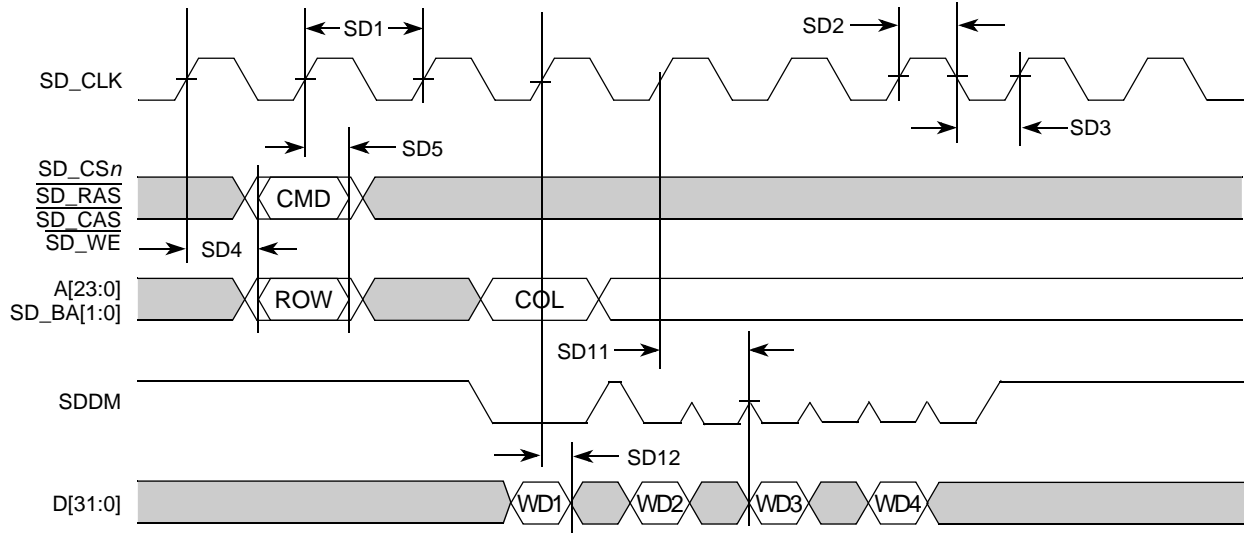 SD1
SD2
SD_CLK
SD3
SD5
SD_CSn
SD_RAS
SD_CAS
SD_WE
CMD
SD4
A[23:0]
SD_BA[1:0]
ROW
COL
SD11
SDDM
SD12
D[31:0]
WD1
WD2
WD3
WD4